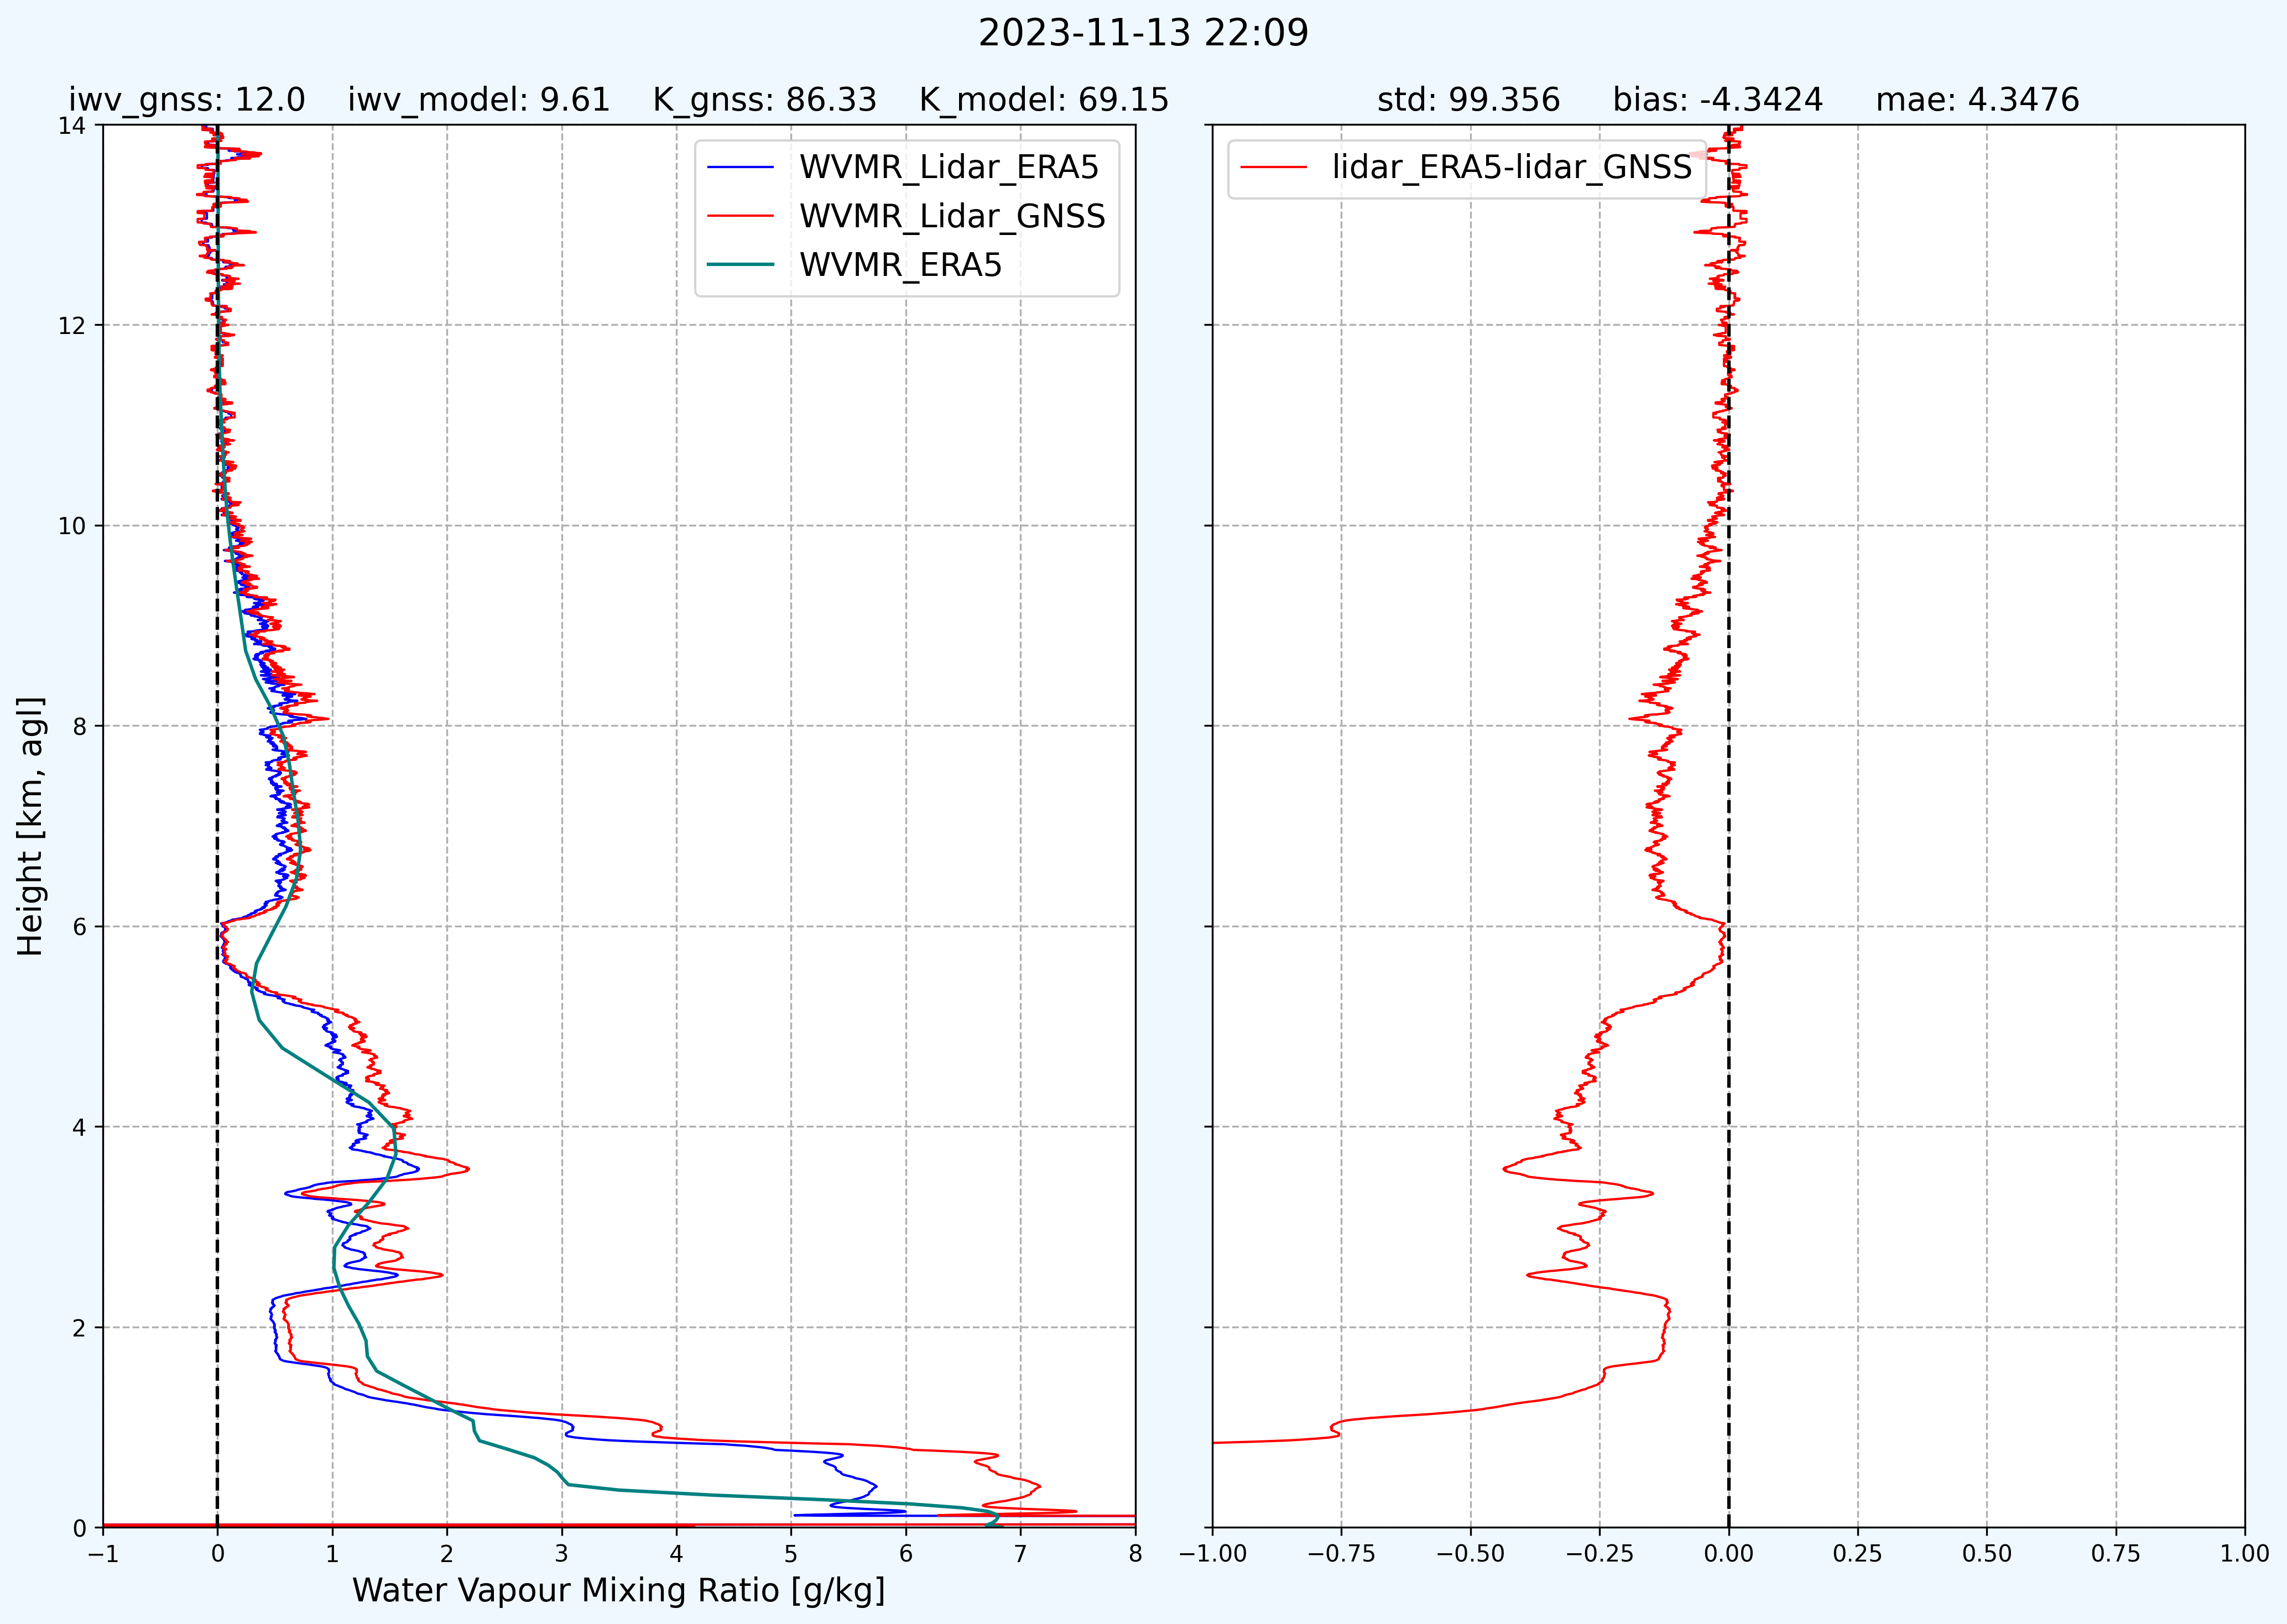 2023-11-13 22:09
iwv_gnss: 12.0 iwv_model: 9.61 K_gnss: 86.33 K_model: 69.15
std: 99.356 bias: -4.3424 mae: 4.3476
WVMR_Lidar_ERA5
WVMR_Lidar_GNSS
WVMR_ERA5
lidar_ERA5-lidar_GNSS
Height [km, agl]
14
12
10
8
6
4
2
0
−1 0 1 2 3 4 5 6 7 8
Water Vapour Mixing Ratio [g/kg]
−1.00 −0.75 −0.50 −0.25 0.00 0.25 0.50 0.75 1.00